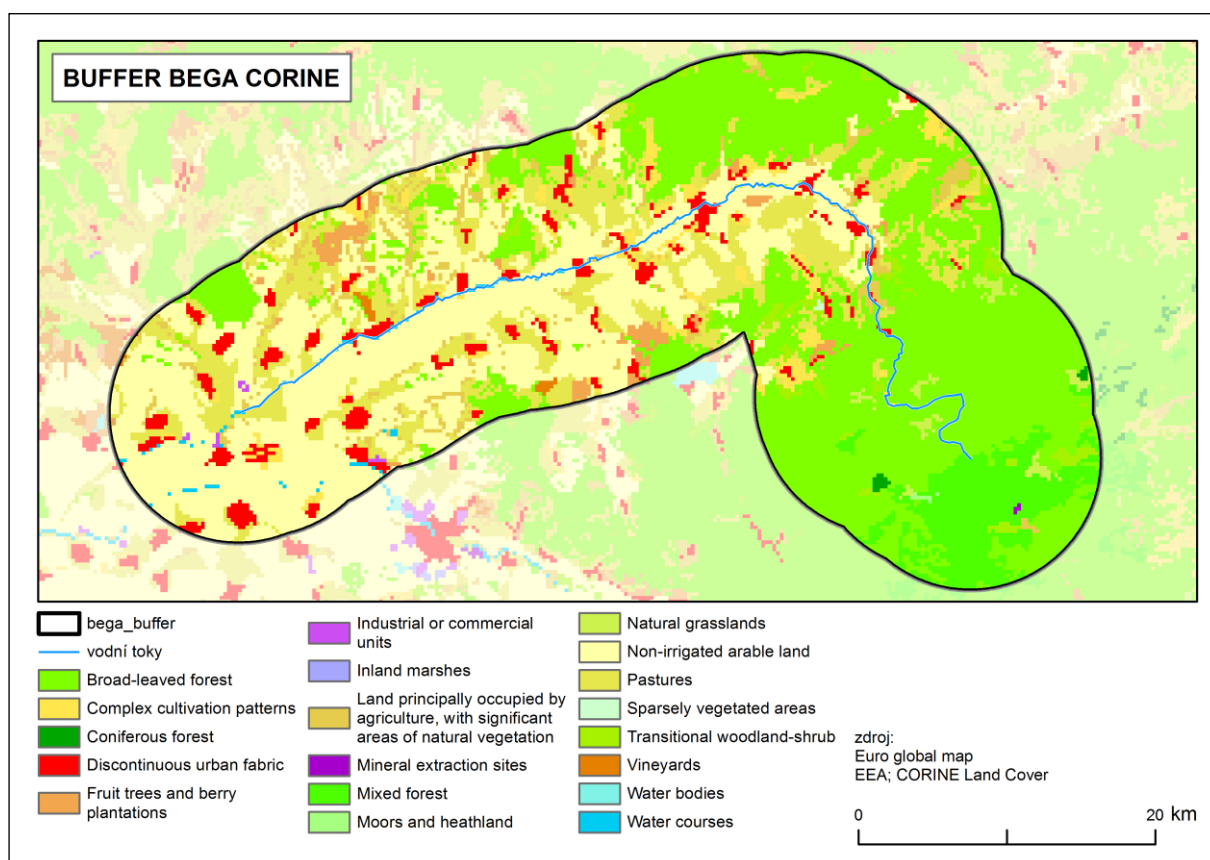 BUFFER BEGA CORINE
bega_buffer
vodní toky
Broad-leaved forest
Complex cultivation patterns
Coniferous forest
Discontinuous urban fabric
Fruit trees and berry
plantations
Industrial or commercial
units
Inland marshes
Land principally occupied by
agriculture, with significant
areas of natural vegetation
Mineral extraction sites
Mixed forest
Moors and heathland
Natural grasslands
Non-irrigated arable land
Pastures
Sparsely vegetated areas
Transitional woodland-shrub
Vineyards
Water bodies
Water courses
zdroj:
Euro global map
EEA; CORINE Land Cover
0 20 km